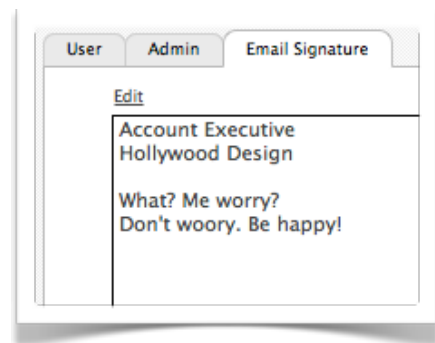 User Admin Email Signature
Edit
Account Executive
Hollywood Design
What? Me worry?
Don't woory. Be happy!